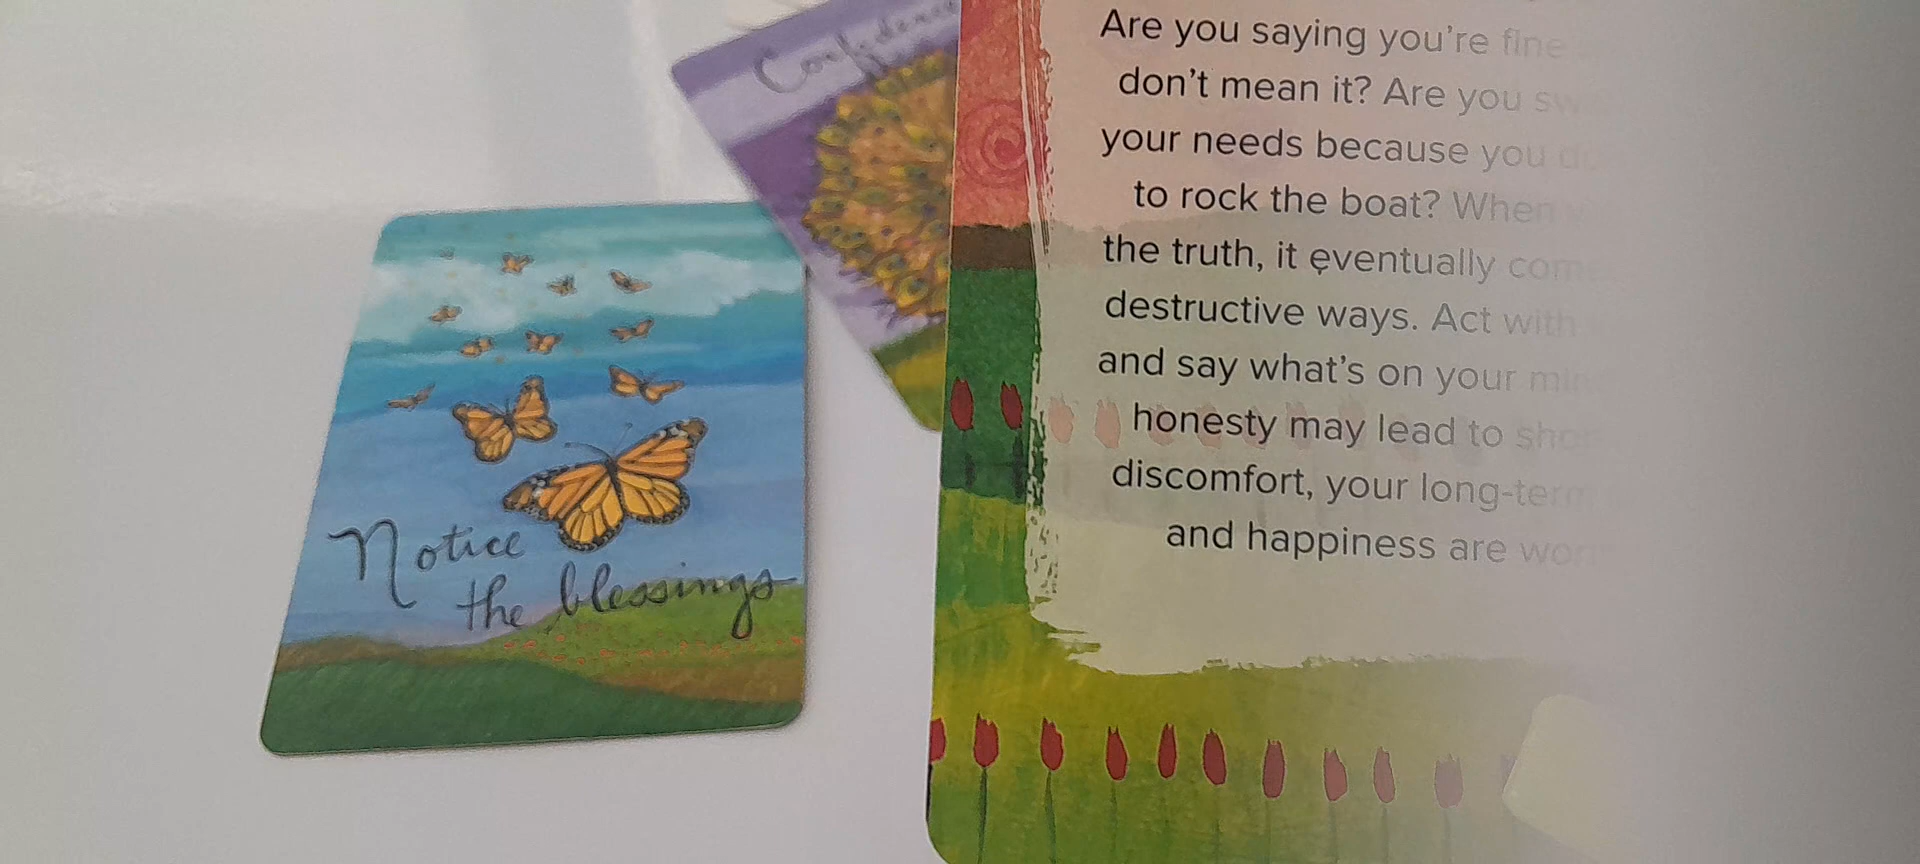 Confidence
Notice
the blessings
Are you saying you're fine
don't mean it? Are you
your needs because you
to rock the boat? When
the truth, it eventually
destructive ways. Act with
and say what's on your
honesty may lead to
discomfort, your long-term
and happiness are